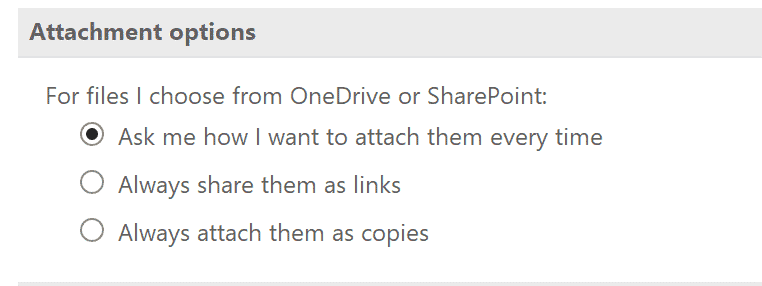 Attachment options
For files I choose from OneDrive or SharePoint:
Ask me how I want to attach them every time
Always share them as links
Always attach them as copies